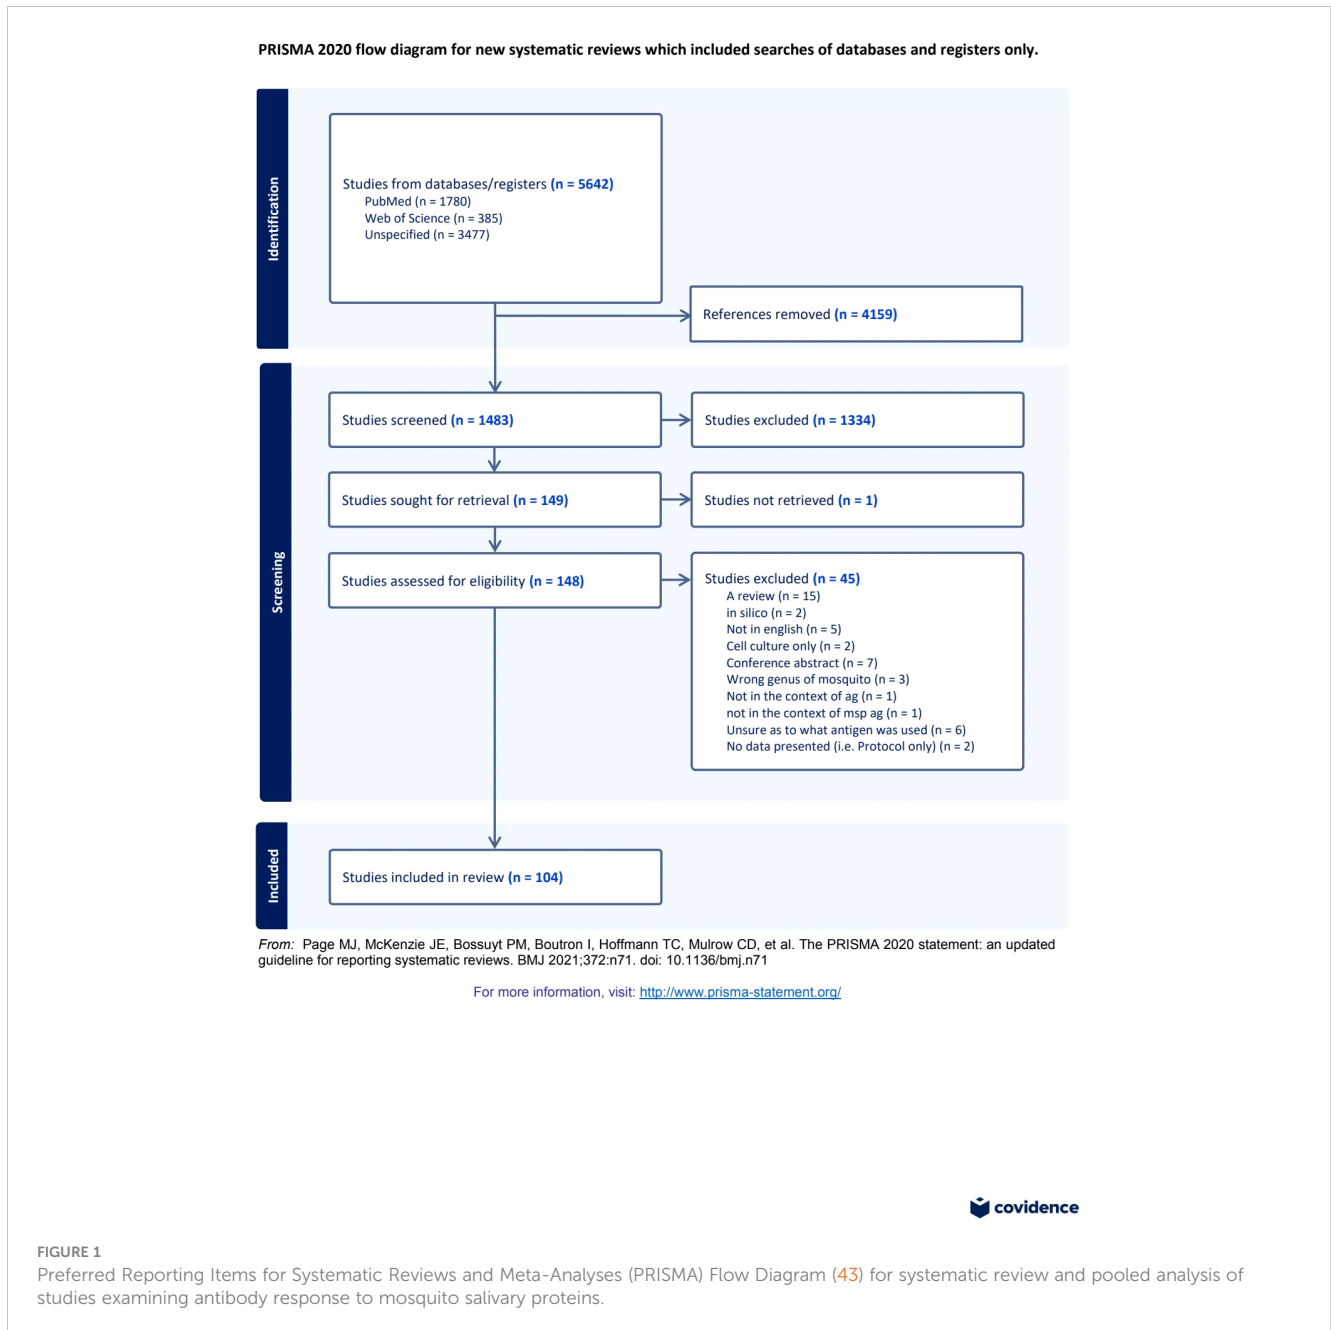 PRISMA 2020 flow diagram for new systematic reviews which included searches of databases and registers only.
Identification
Studies from databases/registers (n = 5642)
PubMed (n = 1780)
Web of Science (n = 385)
Unspecified (n = 3477)
References removed (n = 4159)
Screening
Studies screened (n = 1483)
Studies excluded (n = 1334)
Studies sought for retrieval (n = 149)
Studies not retrieved (n = 1)
Studies assessed for eligibility (n = 148)
Studies excluded (n = 45)
A review (n = 15)
in silico (n = 2)
Not in english (n = 5)
Cell culture only (n = 2)
Conference abstract (n = 7)
Wrong genus of mosquito (n = 3)
Not in the context of ag (n = 1)
not in the context of msp ag (n = 1)
Unsure as to what antigen was used (n = 6)
No data presented (i.e. Protocol only) (n = 2)
Included
Studies included in review (n = 104)
From: Page MJ, McKenzie JE, Bossuyt PM, Boutron I, Hoffmann TC, Mulrow CD, et al. The PRISMA 2020 statement: an updated
guideline for reporting systematic reviews. BMJ 2021;372:n71. doi: 10.1136/bmj.n71
For more information, visit: http://www.prisma-statement.org/
covidence
FIGURE 1
Preferred Reporting Items for Systematic Reviews and Meta-Analyses (PRISMA) Flow Diagram (43) for systematic review and pooled analysis of
studies examining antibody response to mosquito salivary proteins.